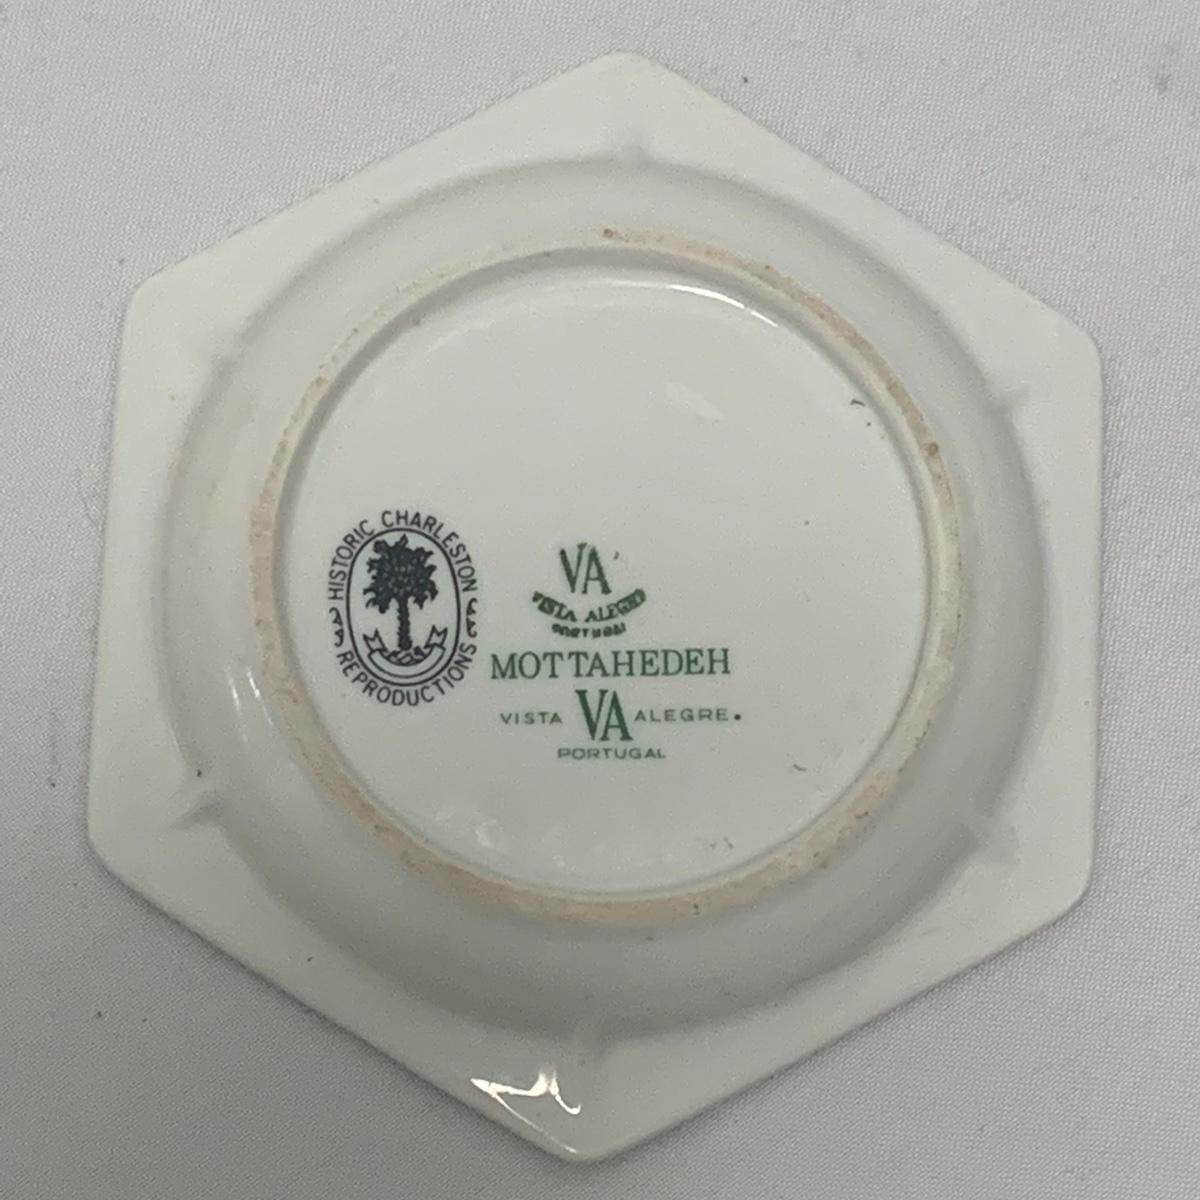 HISTORIC CHARLESTON
REPRODUCTIONS
VA
VISTA ALEGRE
PORTUGAL
MOTTAHEDEH
VISTA VA ALEGRE.
PORTUGAL